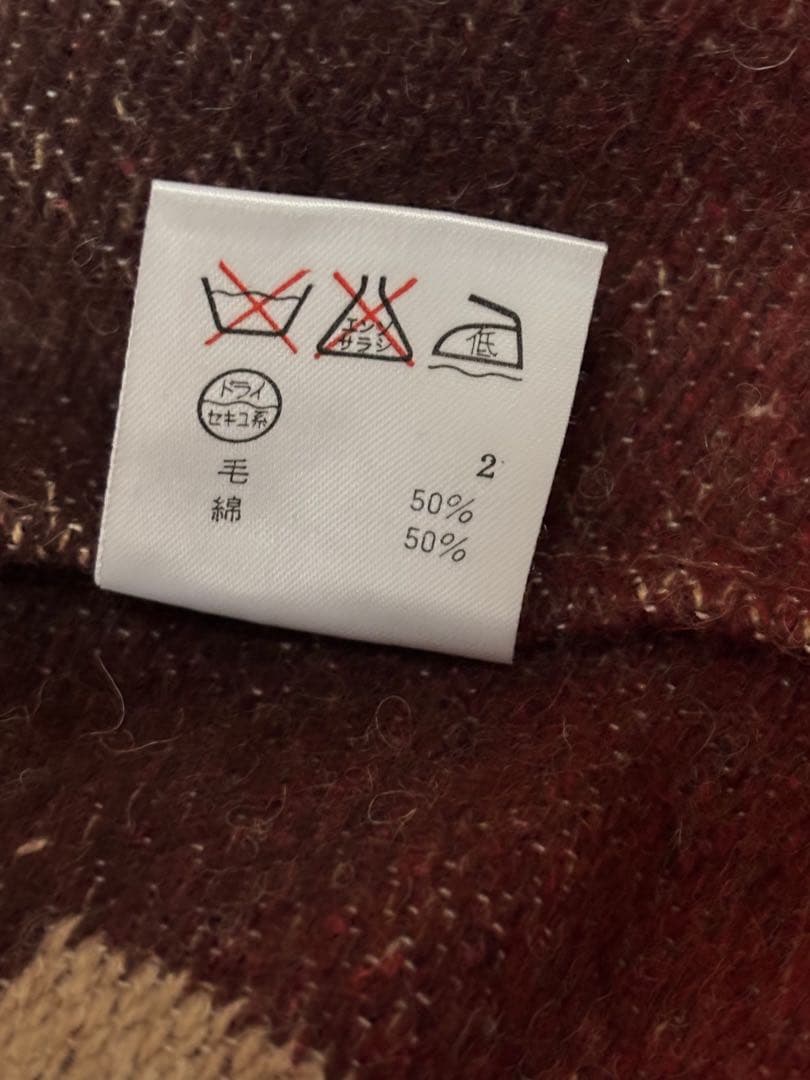 エンソ
サラシ
低
ドライ
セキユ系
2
毛 50%
綿 50%